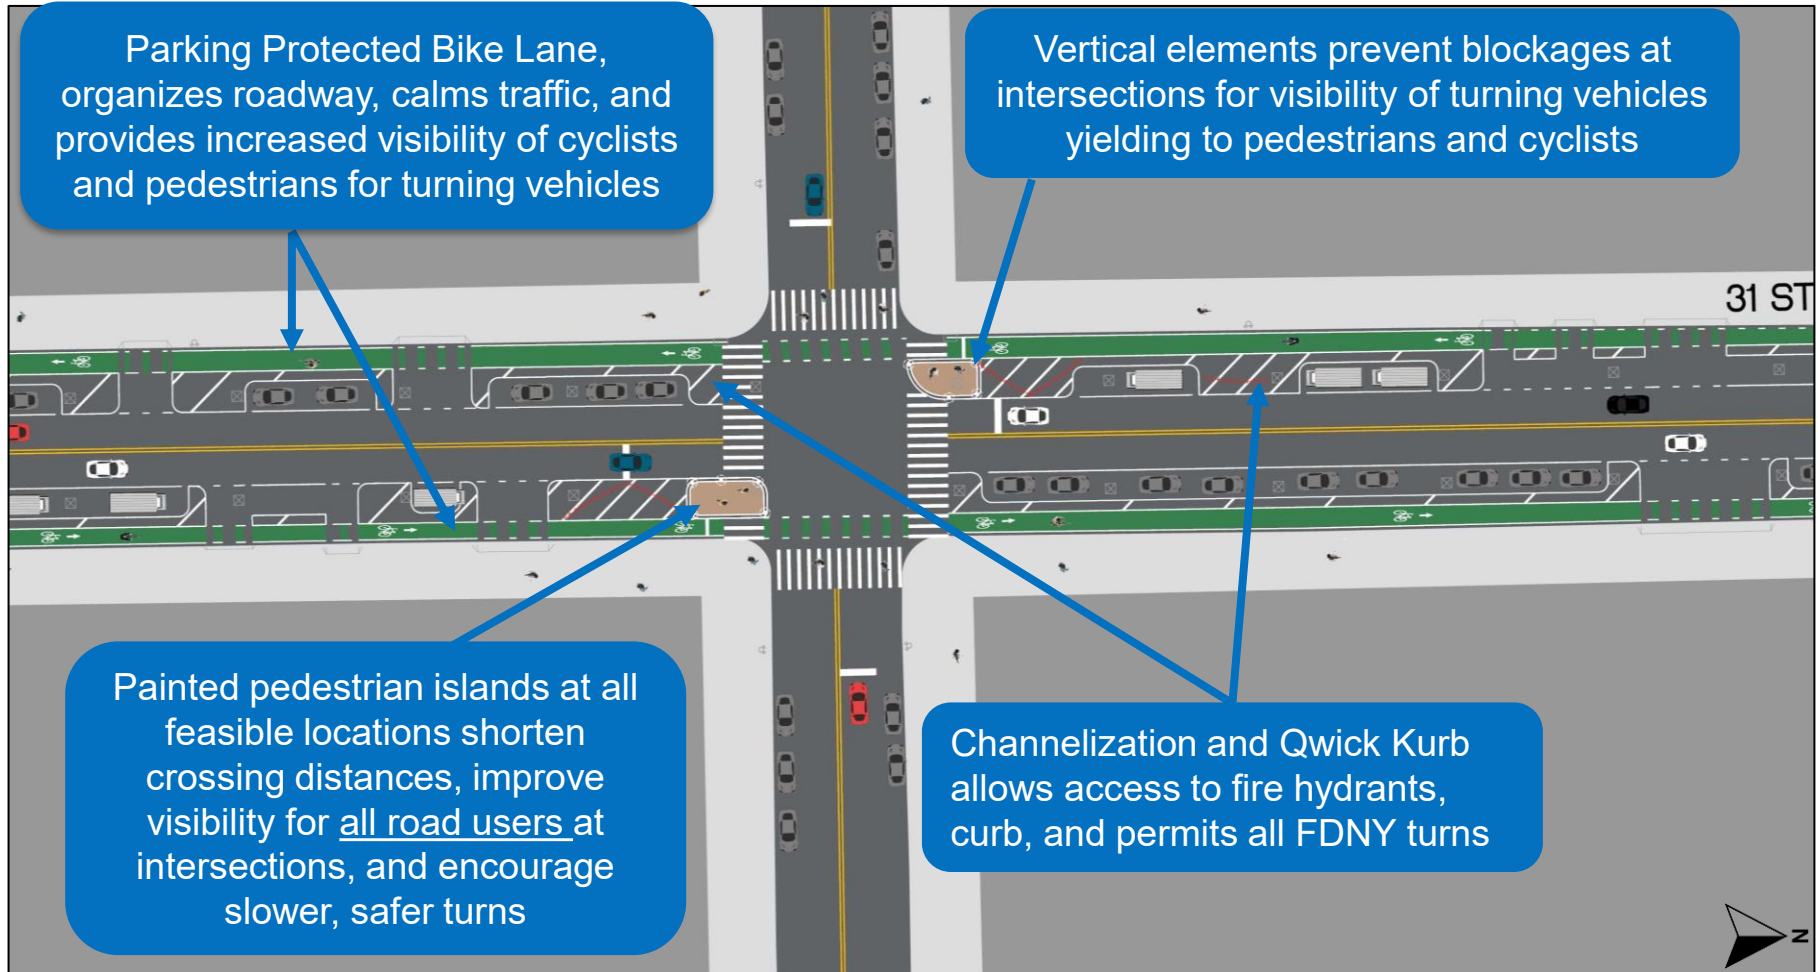 Parking Protected Bike Lane,
organizes roadway, calms traffic, and
provides increased visibility of cyclists
and pedestrians for turning vehicles
Vertical elements prevent blockages at
intersections for visibility of turning vehicles
yielding to pedestrians and cyclists
31 ST
Painted pedestrian islands at all
feasible locations shorten
crossing distances, improve
visibility for all road users at
intersections, and encourage
slower, safer turns
Channelization and Qwick Kurb
allows access to fire hydrants,
curb, and permits all FDNY turns
N